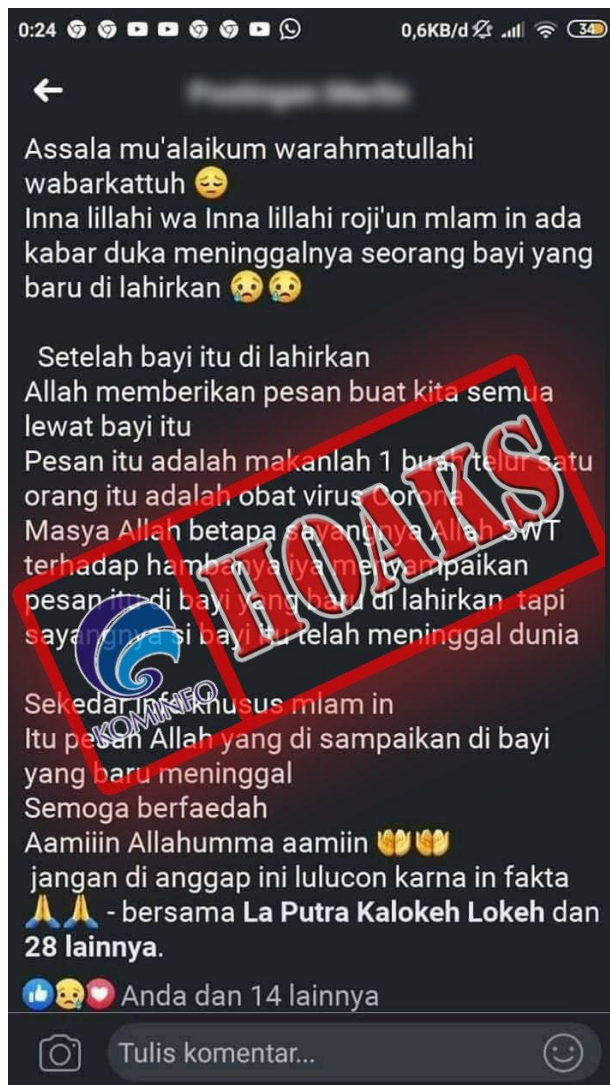 0:24
0,6KB/d
34
Assala mu'alaikum warahmatullahi
wabarkattuh 😔
Inna lillahi wa Inna lillahi roji'un mlam in ada
kabar duka meninggalnya seorang bayi yang
baru di lahirkan 😢😢
Setelah bayi itu di lahirkan
Allah memberikan pesan buat kita semua
lewat bayi itu
Pesan itu adalah makanlah 1 buah telur satu
orang itu adalah obat virus corona
Masya Allah betapa sayangnya Allah SWT
terhadap hambanya iya menyampaikan
pesan itu di bayi yang baru di lahirkan tapi
sayangnya si bayi itu telah meninggal dunia
Sekedar info khusus mlam in
Itu pesan Allah yang di sampaikan di bayi
yang baru meninggal
Semoga berfaedah
Aamiiin Allahumma aamiin 🤲🤲
jangan di anggap ini lulucon karna in fakta
🙏🙏 - bersama La Putra Kalokeh Lokeh dan
28 lainnya.
Anda dan 14 lainnya
Tulis komentar...
KOMINFO
HOAKS